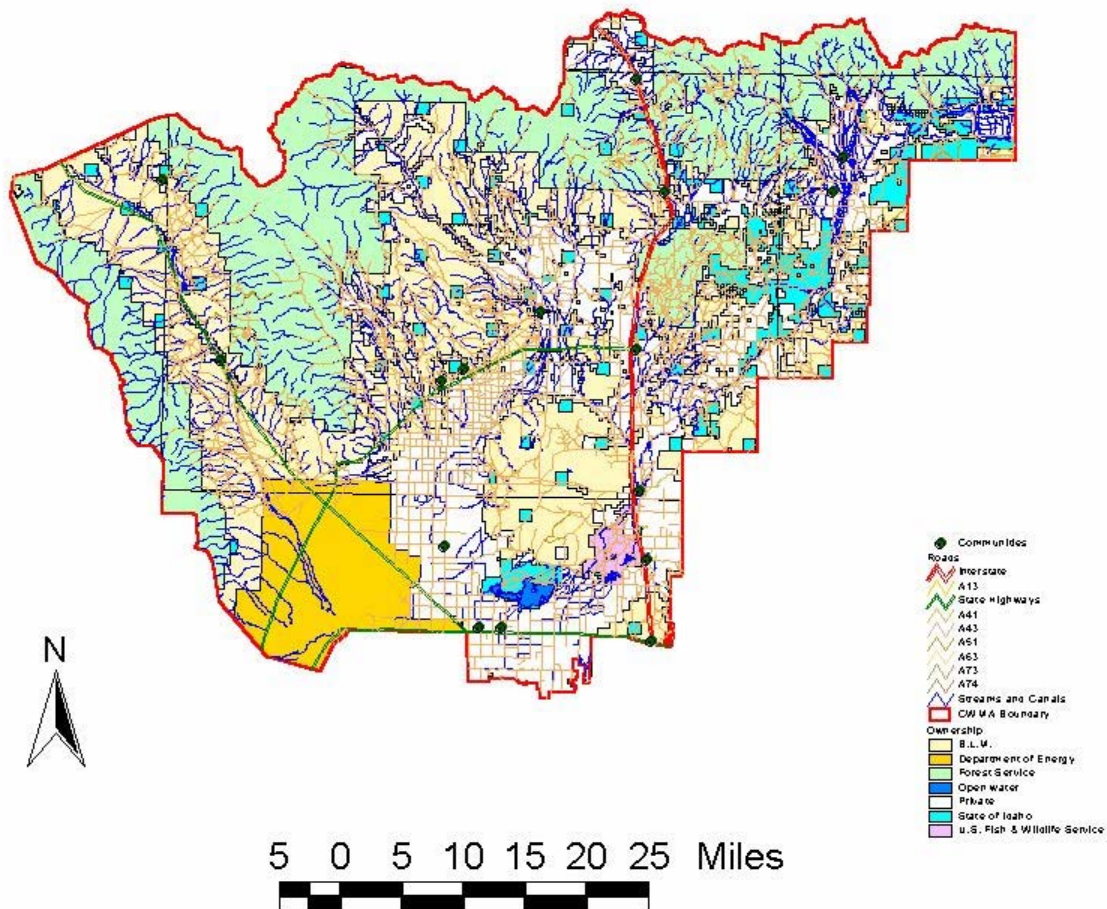 Communities
Roads
Interstate
A13
State Highways
A41
A43
A51
A63
A73
A74
Streams and Canals
CWMA Boundary
Ownership
B.L.M.
Department of Energy
Forest Service
Open water
Private
State of Idaho
U.S. Fish & Wildlife Service
N
5 0 5 10 15 20 25 Miles